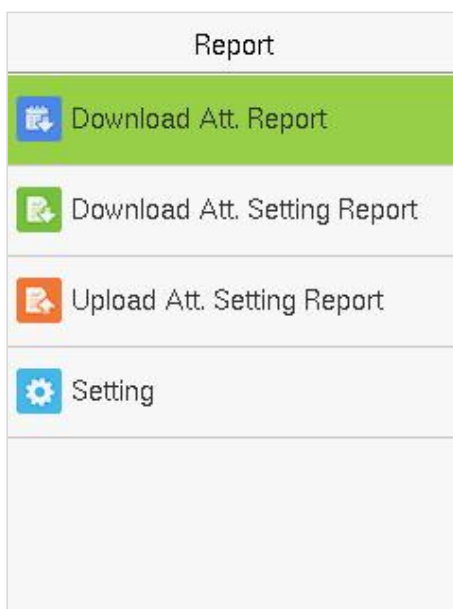 Report
Download Att. Report
Download Att. Setting Report
Upload Att. Setting Report
Setting